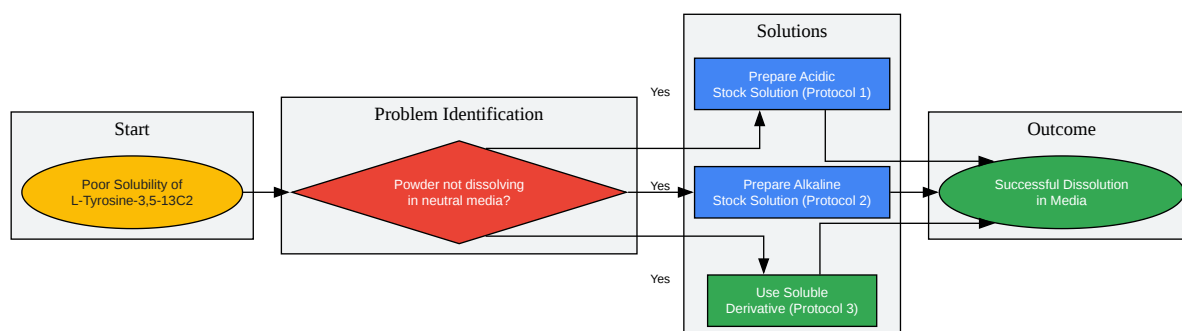 Start
Poor Solubility of
L-Tyrosine-3,5-13C2
Problem Identification
Powder not dissolving
in neutral media?
Yes
Yes
Yes
Solutions
Prepare Acidic
Stock Solution (Protocol 1)
Prepare Alkaline
Stock Solution (Protocol 2)
Use Soluble
Derivative (Protocol 3)
Outcome
Successful Dissolution
in Media